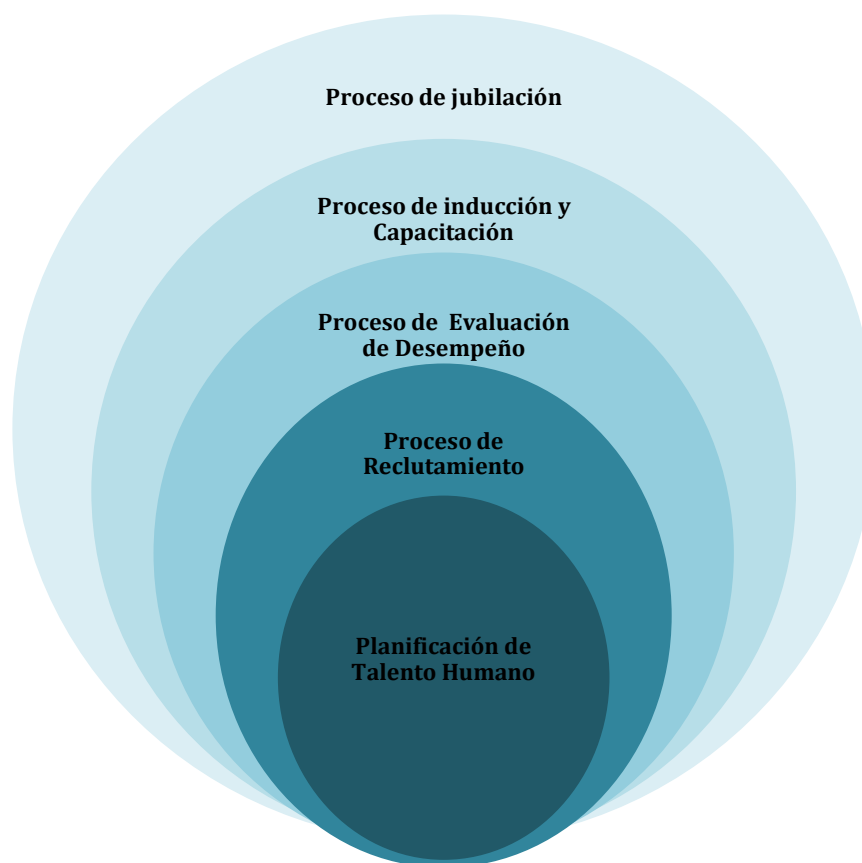 Proceso de jubilación
Proceso de inducción y
Capacitación
Proceso de  Evaluación
de Desempeño
Proceso de
Reclutamiento
Planificación de
Talento Humano